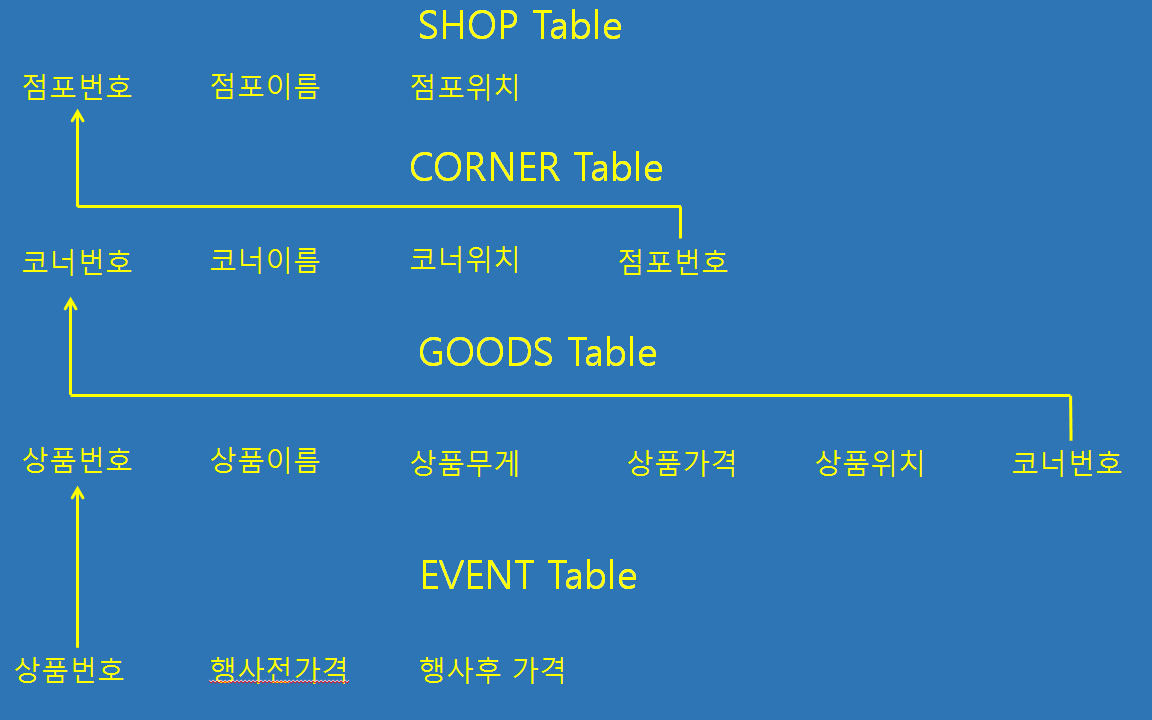 SHOP Table
점포번호 점포이름 점포위치
CORNER Table
코너번호 코너이름 코너위치 점포번호
GOODS Table
상품번호 상품이름 상품무게 상품가격 상품위치 코너번호
EVENT Table
상품번호 행사전가격 행사후 가격